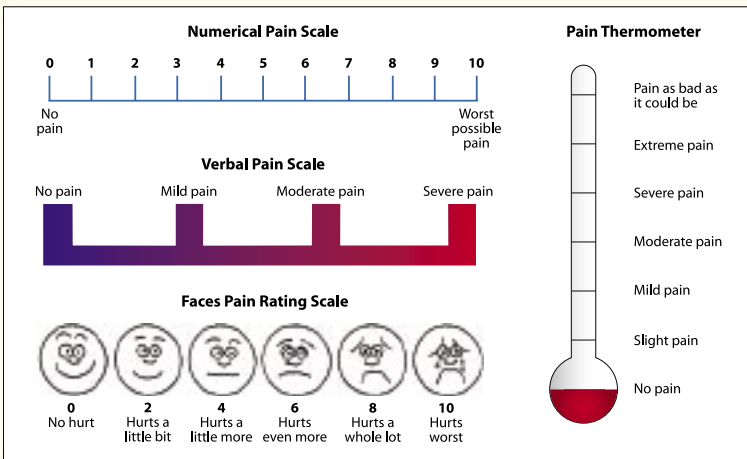 Numerical Pain Scale
0 1 2 3 4 5 6 7 8 9 10
No
pain
Worst
possible
pain
Verbal Pain Scale
No pain Mild pain Moderate pain Severe pain
Faces Pain Rating Scale
0 2 4 6 8 10
No hurt
Hurts a
little bit
Hurts a
little more
Hurts
even more
Hurts a
whole lot
Hurts
worst
Pain Thermometer
Pain as bad as
it could be
Extreme pain
Severe pain
Moderate pain
Mild pain
Slight pain
No pain